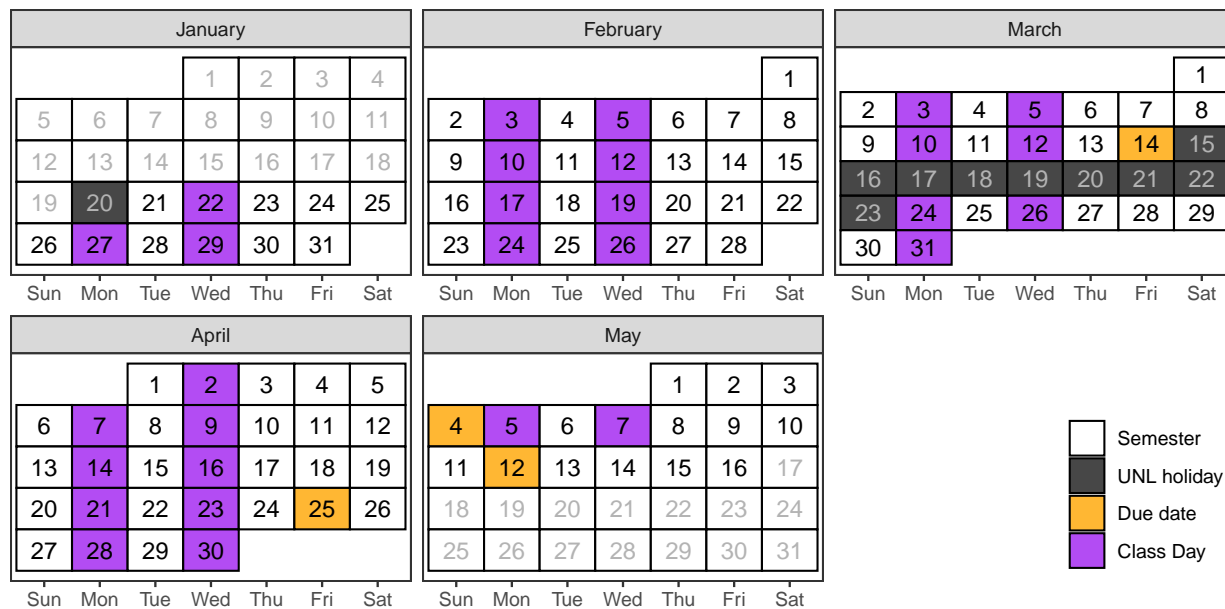 January
1 2 3 4
5 6 7 8 9 10 11
12 13 14 15 16 17 18
19 20 21 22 23 24 25
26 27 28 29 30 31
Sun Mon Tue Wed Thu Fri Sat
February
1
2 3 4 5 6 7 8
9 10 11 12 13 14 15
16 17 18 19 20 21 22
23 24 25 26 27 28
Sun Mon Tue Wed Thu Fri Sat
March
1
2 3 4 5 6 7 8
9 10 11 12 13 14 15
16 17 18 19 20 21 22
23 24 25 26 27 28 29
30 31
Sun Mon Tue Wed Thu Fri Sat
April
1 2 3 4 5
6 7 8 9 10 11 12
13 14 15 16 17 18 19
20 21 22 23 24 25 26
27 28 29 30
Sun Mon Tue Wed Thu Fri Sat
May
1 2 3
4 5 6 7 8 9 10
11 12 13 14 15 16 17
18 19 20 21 22 23 24
25 26 27 28 29 30 31
Sun Mon Tue Wed Thu Fri Sat
Semester
UNL holiday
Due date
Class Day